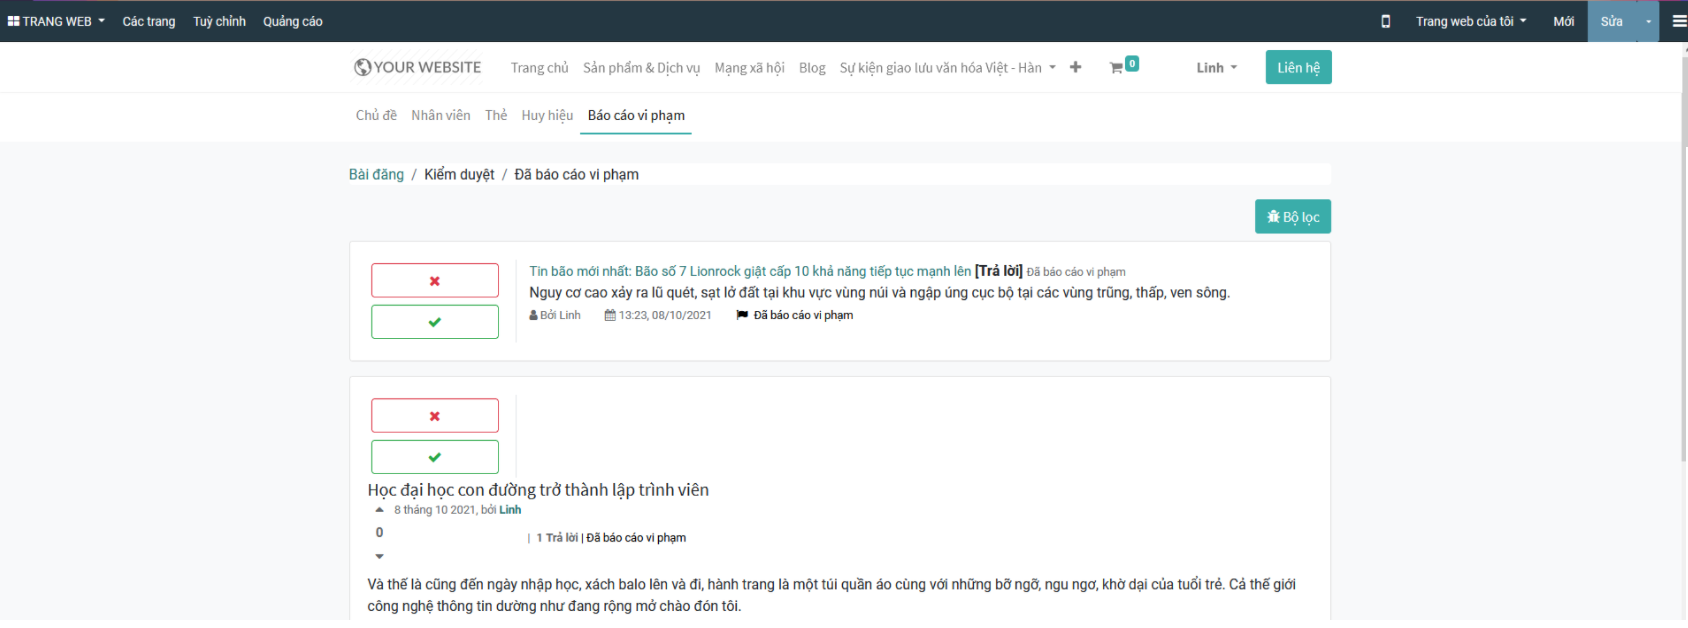 TRANG WEB Các trang Tuỳ chỉnh Quảng cáo Trang web của tôi Mới Sửa
YOUR WEBSITE Trang chủ Sản phẩm & Dịch vụ Mạng xã hội Blog Sự kiện giao lưu văn hóa Việt - Hàn 0 Linh Liên hệ
Chủ đề Nhân viên Thẻ Huy hiệu Báo cáo vi phạm
Bài đăng / Kiểm duyệt / Đã báo cáo vi phạm
Bộ lọc
Tin bão mới nhất: Bão số 7 Lionrock giật cấp 10 khả năng tiếp tục mạnh lên [Trả lời] Đã báo cáo vi phạm
Nguy cơ cao xảy ra lũ quét, sạt lở đất tại khu vực vùng núi và ngập úng cục bộ tại các vùng trũng, thấp, ven sông.
Bởi Linh 13:23, 08/10/2021 Đã báo cáo vi phạm
Học đại học con đường trở thành lập trình viên
8 tháng 10 2021, bởi Linh
0
| 1 Trả lời | Đã báo cáo vi phạm
Và thế là cũng đến ngày nhập học, xách balo lên và đi, hành trang là một túi quần áo cùng với những bỡ ngỡ, ngu ngơ, khờ dại của tuổi trẻ. Cả thế giới
công nghệ thông tin dường như đang rộng mở chào đón tôi.